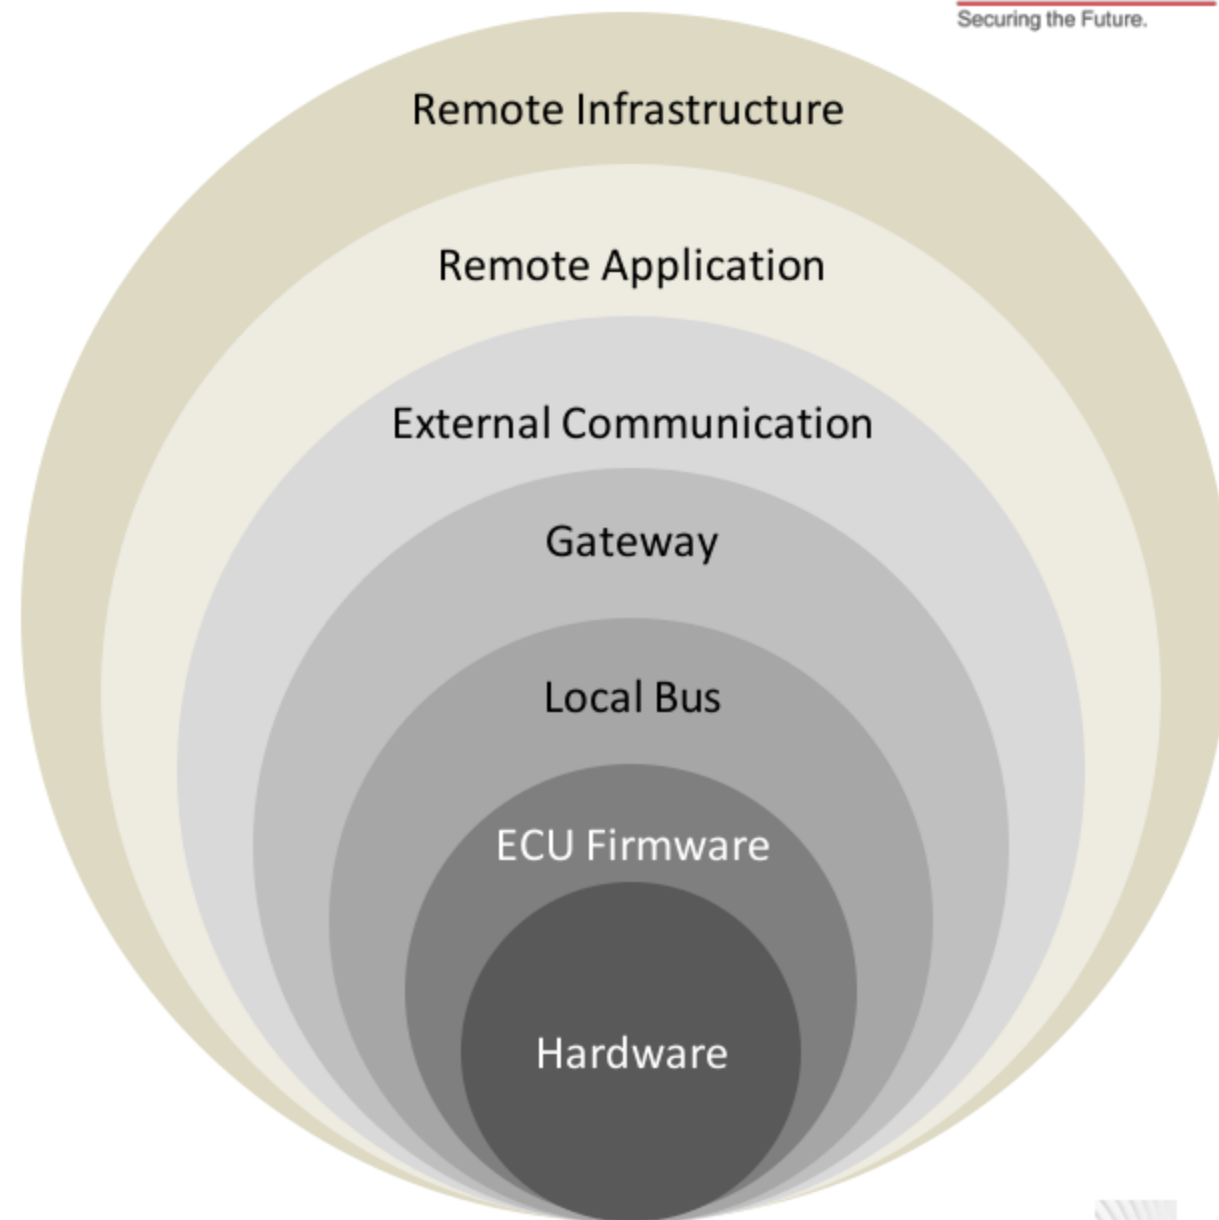 Securing the Future.
Remote Infrastructure
Remote Application
External Communication
Gateway
Local Bus
ECU Firmware
Hardware